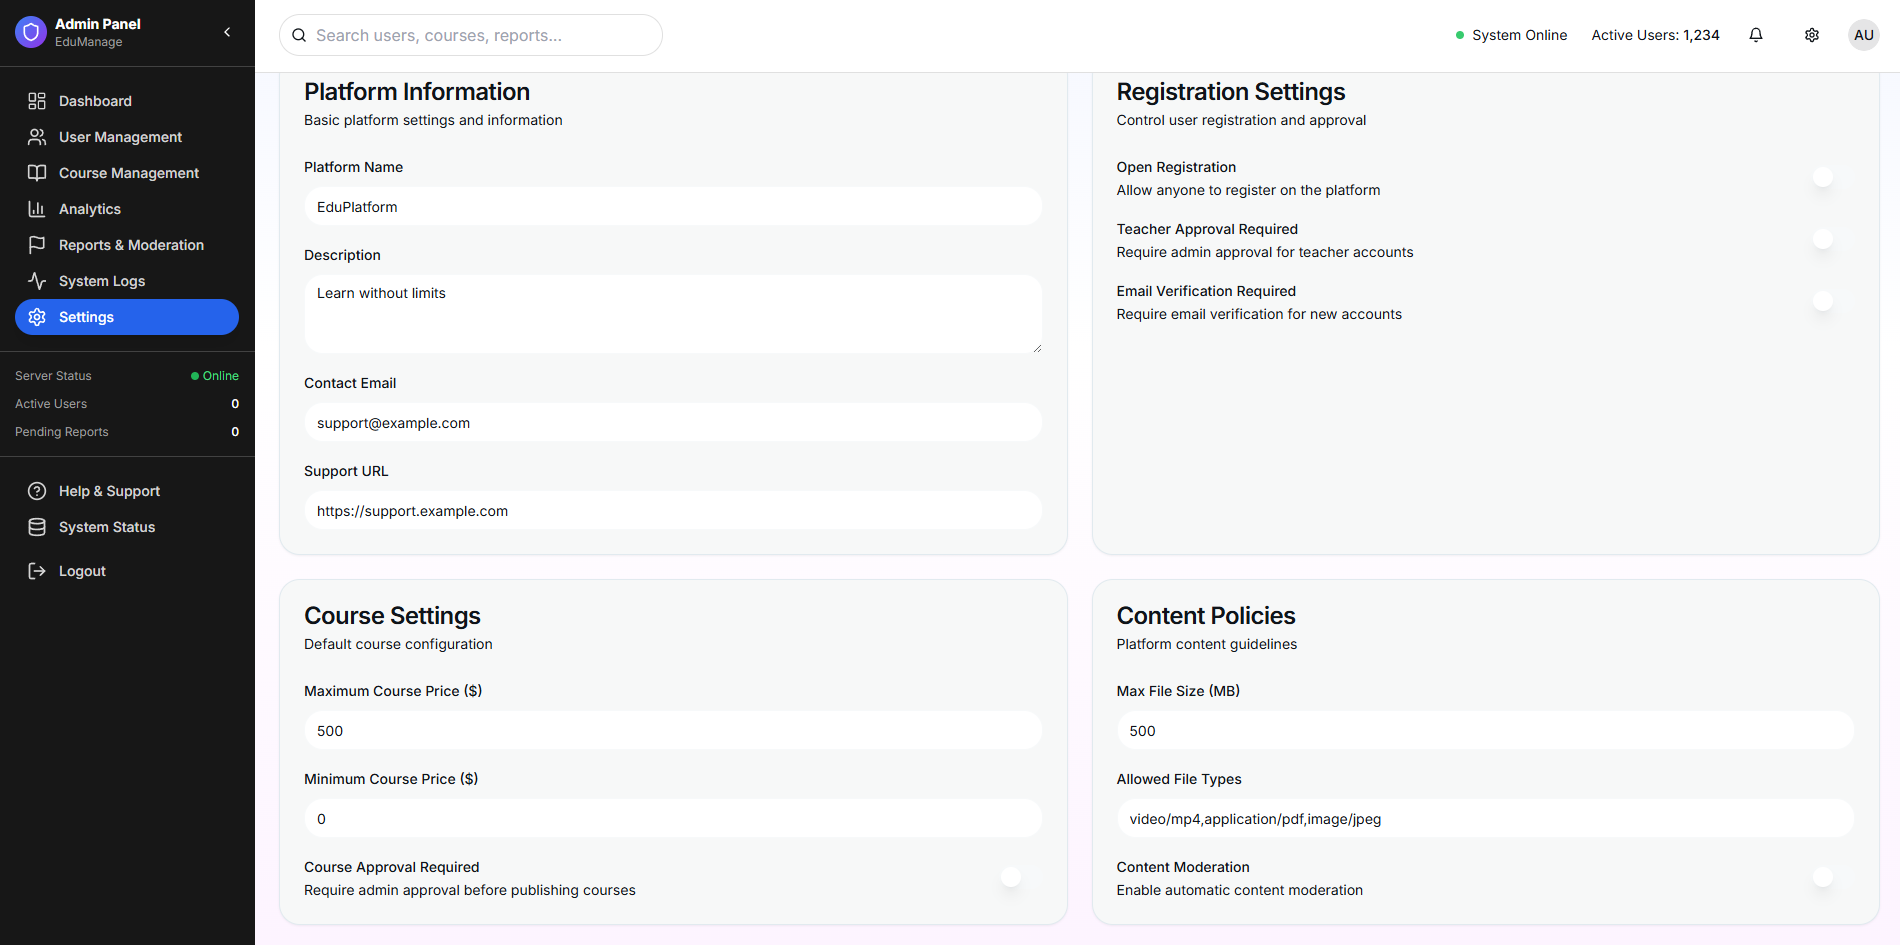 Admin Panel
EduManage
Dashboard
User Management
Course Management
Analytics
Reports & Moderation
System Logs
Settings
Server Status
Online
Active Users
0
Pending Reports
0
Help & Support
System Status
Logout
Search users, courses, reports...
System Online
Active Users: 1,234
AU
Platform Information
Basic platform settings and information
Platform Name
EduPlatform
Description
Learn without limits
Contact Email
support@example.com
Support URL
https://support.example.com
Registration Settings
Control user registration and approval
Open Registration
Allow anyone to register on the platform
Teacher Approval Required
Require admin approval for teacher accounts
Email Verification Required
Require email verification for new accounts
Course Settings
Default course configuration
Maximum Course Price ($)
500
Minimum Course Price ($)
0
Course Approval Required
Require admin approval before publishing courses
Content Policies
Platform content guidelines
Max File Size (MB)
500
Allowed File Types
video/mp4,application/pdf,image/jpeg
Content Moderation
Enable automatic content moderation